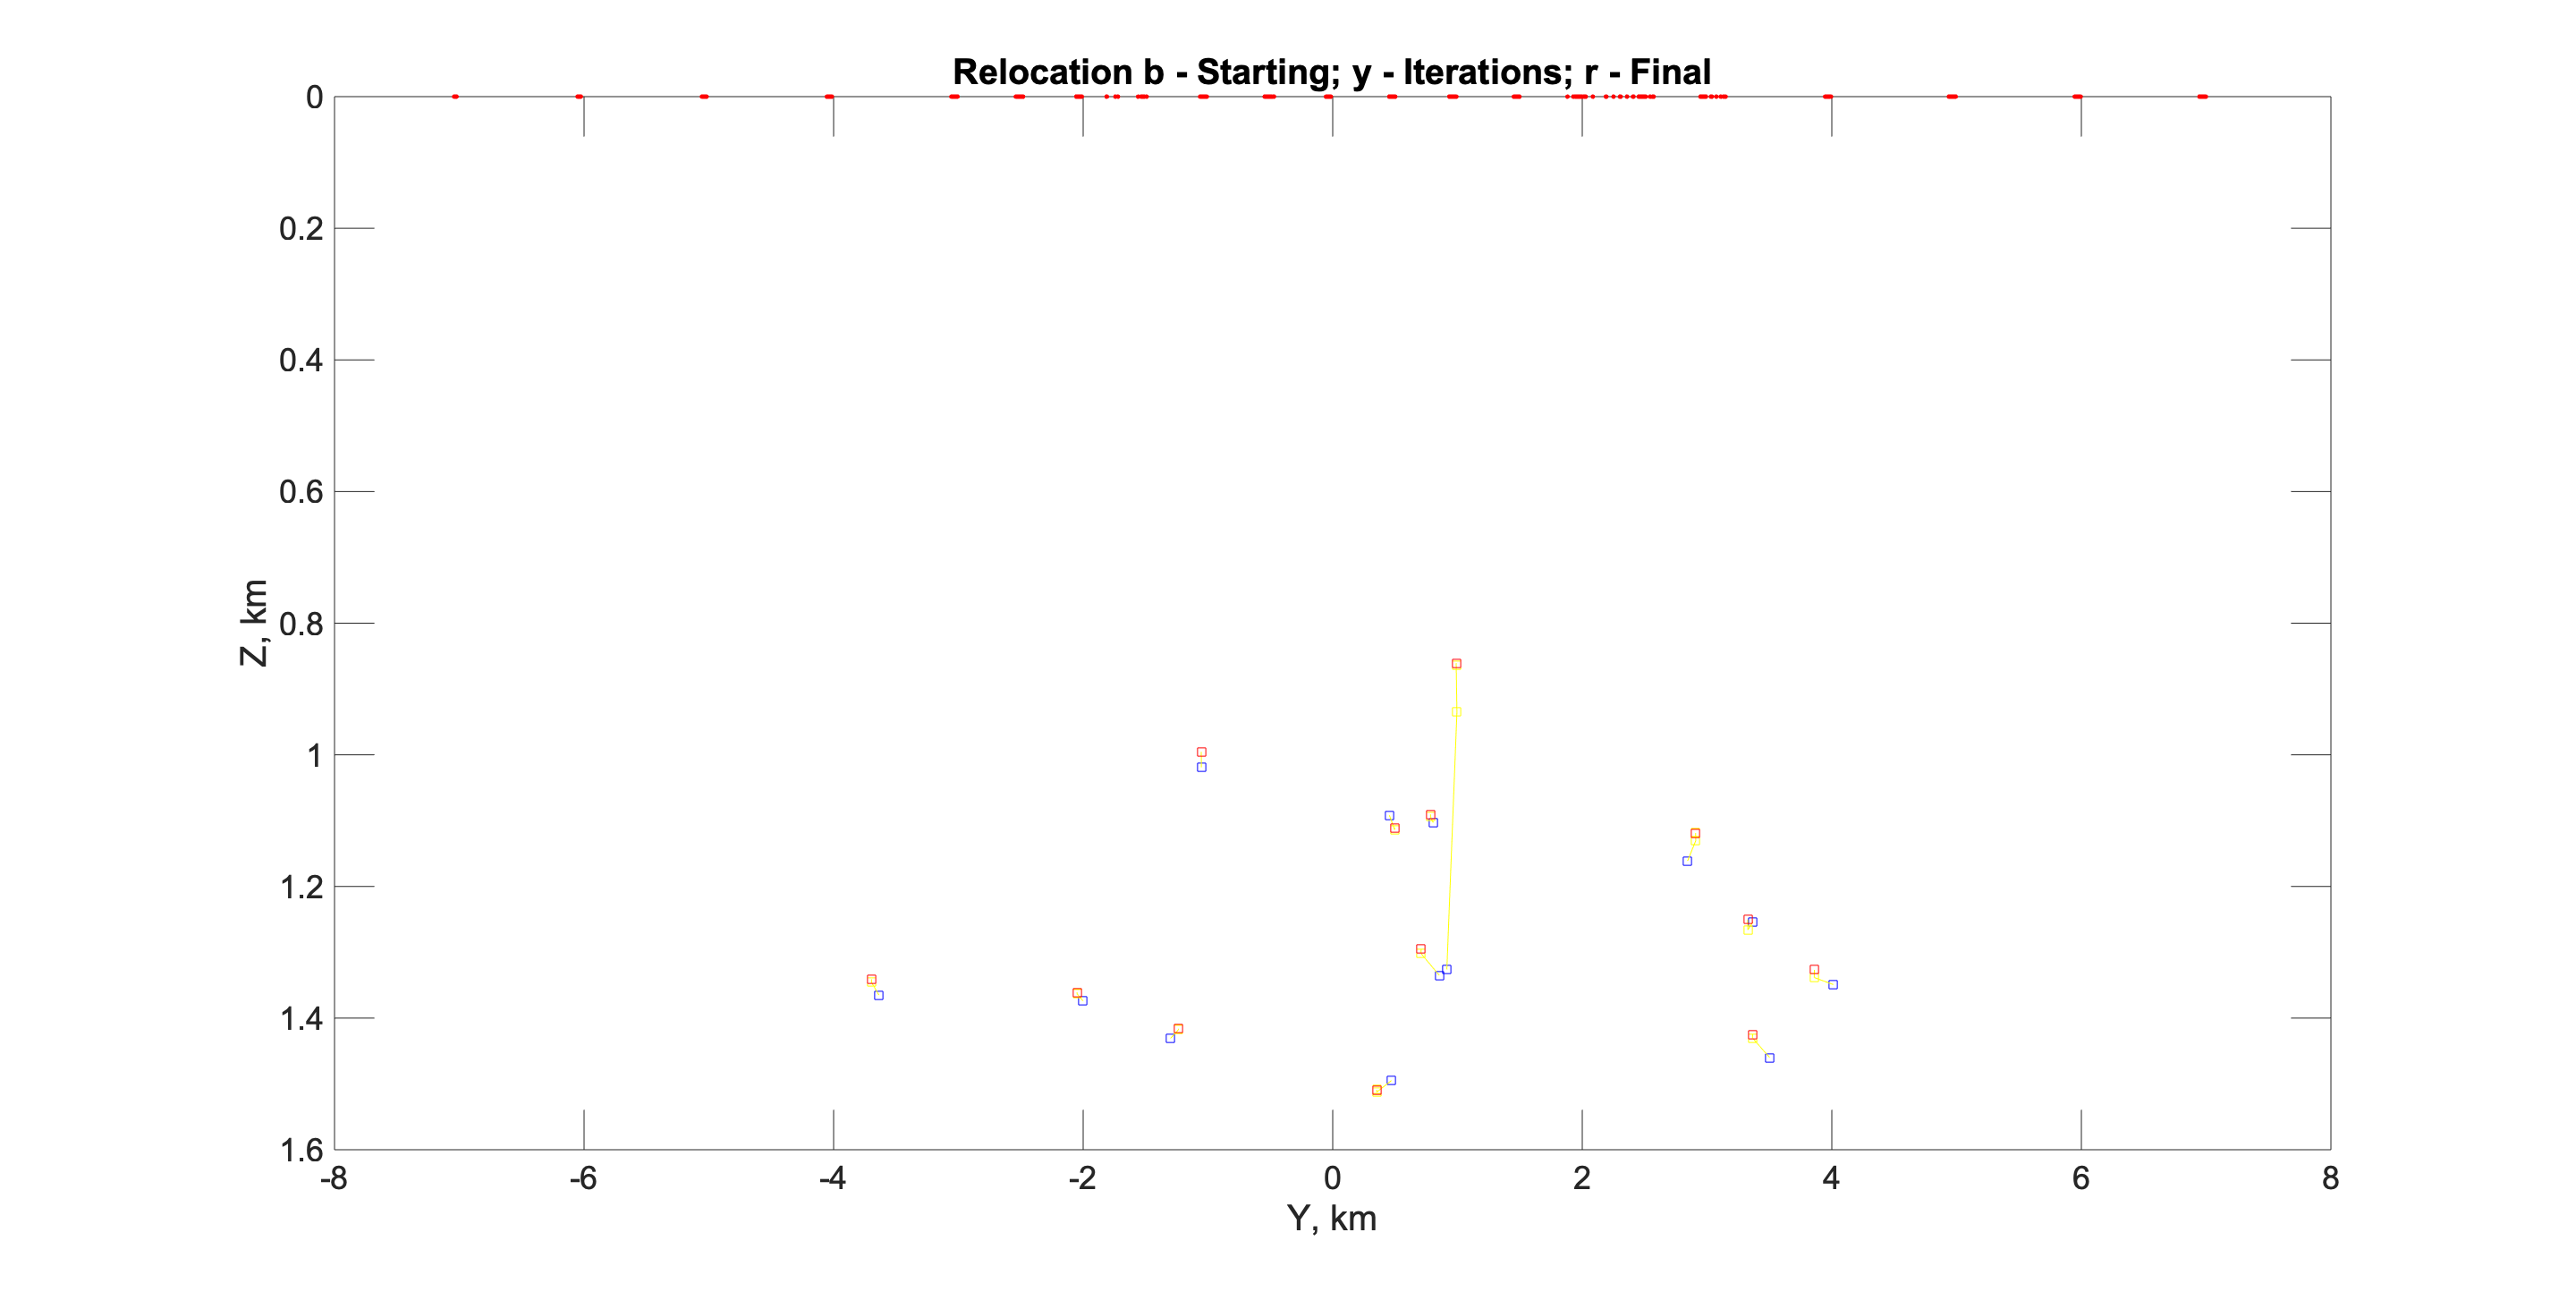 Relocation b - Starting; y - Iterations; r - Final
0
0.2
0.4
0.6
0.8
1
1.2
1.4
1.6
Z, km
-8 -6 -4 -2 0 2 4 6 8
Y, km